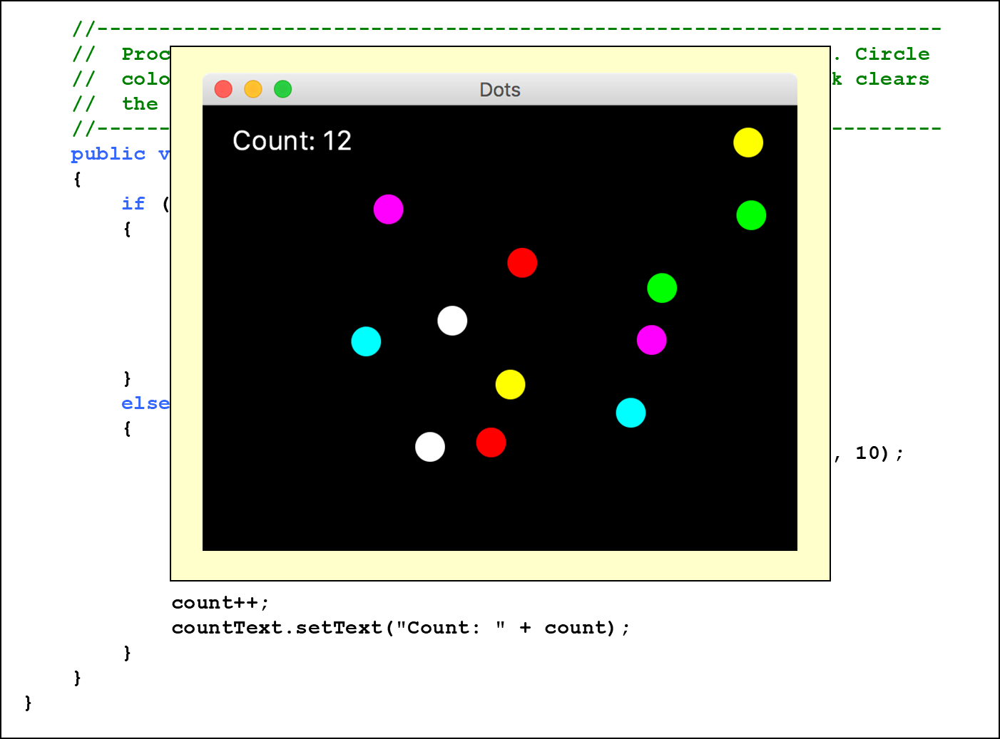 //---------------------------------------------------------------------
//  Proc . Circle
//  colo k clears
//  the
//---------------------------------------------------------------------
public v
{
if (
{
}
else
{
, 10);
count++;
countText.setText("Count: " + count);
}
}
}
Dots
Count: 12